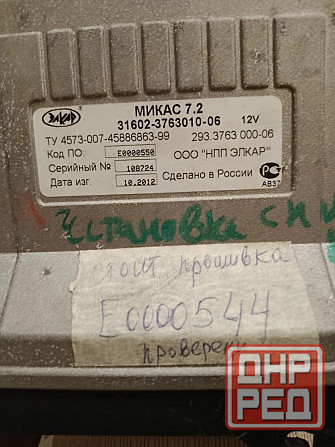 ЭЛКАР
МИКАС 7.2
31602-3763010-06 12V
ТУ 4573-007-45886863-99 293.3763 000-06
Код ПО: E0000550 ООО "НПП ЭЛКАР"
Серийный № 108724 Сделано в России
Дата изг. 10.2012
АВ37
Установка с н
стоит прошивка
E0000544
проверен
ДНР
РЕД